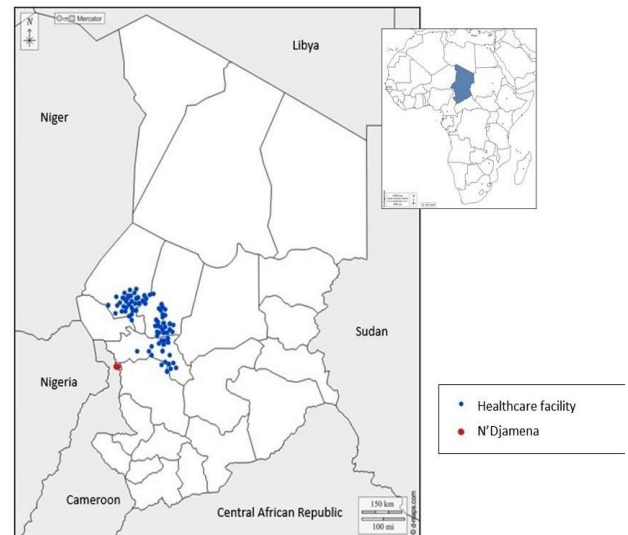 N
Mercator
Libya
Niger
Sudan
Nigeria
Healthcare facility
N'Djamena
Cameroon
Central African Republic
150 km
100 mi
© d-maps.com